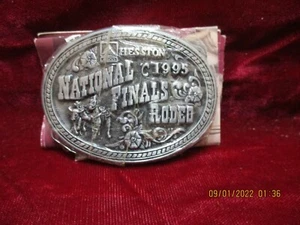 HESSTON
NATIONAL © 1995
FINALS
RODEO
09/01/2022 01:36